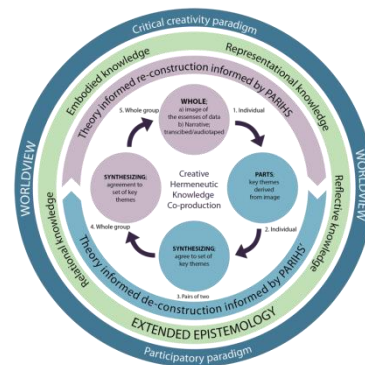 Critical creativity paradigm
Embodied knowledge
Representational knowledge
Theory informed re-construction informed by PARIHS
WORLDVIEW
WORLDVIEW
5. Whole group
WHOLE;
a) image of
the essences of data
b) Narrative;
transcibed/audiotaped
1. Individual
SYNTHESIZING;
agreement to
set of key
themes
Creative
Hermeneutic
Knowledge
Co-production
PARTS;
key themes
derived
from image
4. Whole group
2. Individual
SYNTHESIZING;
agree to set of
key themes
3. Pairs of two
Relational knowledge
Reflective knowledge
Theory informed de-construction informed by PARIHS'
EXTENDED EPISTEMOLOGY
Participatory paradigm